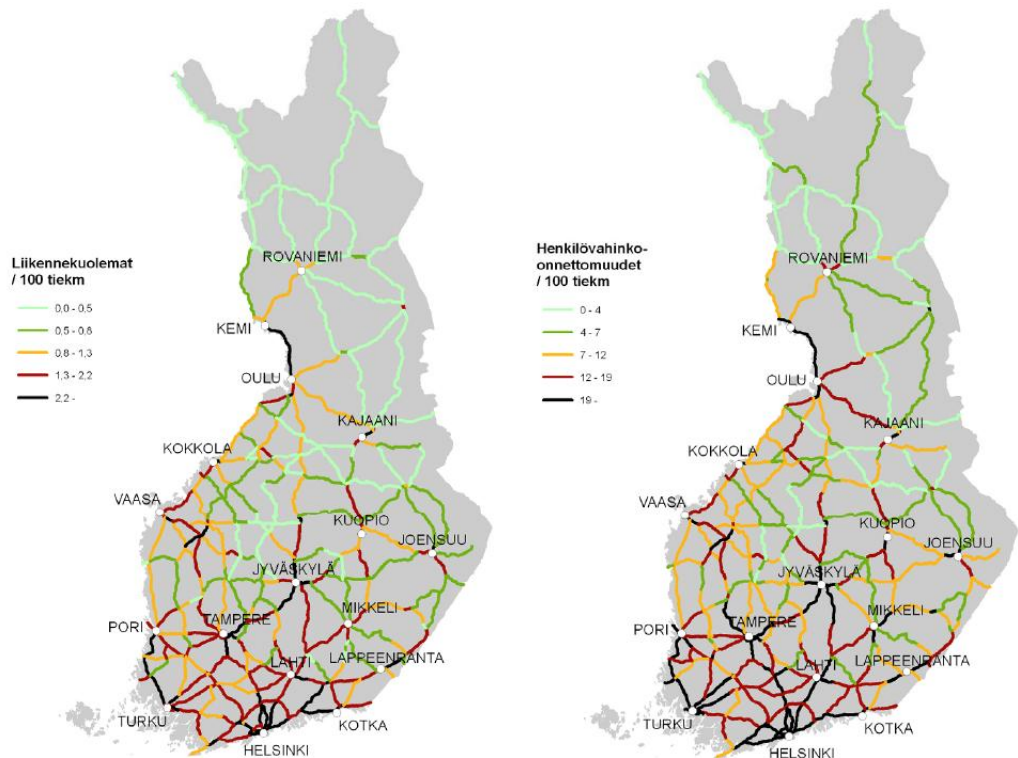 Liikennekuolemat
/ 100 tiekm
0,0 - 0,5
0,5 - 0,8
0,8 - 1,3
1,3 - 2,2
2,2 -
ROVANIEMI
KEMI
OULU
KAJAANI
KOKKOLA
VAASA
KUOPIO
JOENSUU
JYVÄSKYLÄ
MIKKELI
TAMPERE
PORI
LAHTI
LAPPEENRANTA
TURKU
KOTKA
HELSINKI
Henkilövahinko-
onnettomuudet
/ 100 tiekm
0 - 4
4 - 7
7 - 12
12 - 19
19 -
ROVANIEMI
KEMI
OULU
KAJAANI
KOKKOLA
VAASA
KUOPIO
JOENSUU
JYVÄSKYLÄ
MIKKELI
TAMPERE
PORI
LAHTI
LAPPEENRANTA
TURKU
KOTKA
HELSINKI